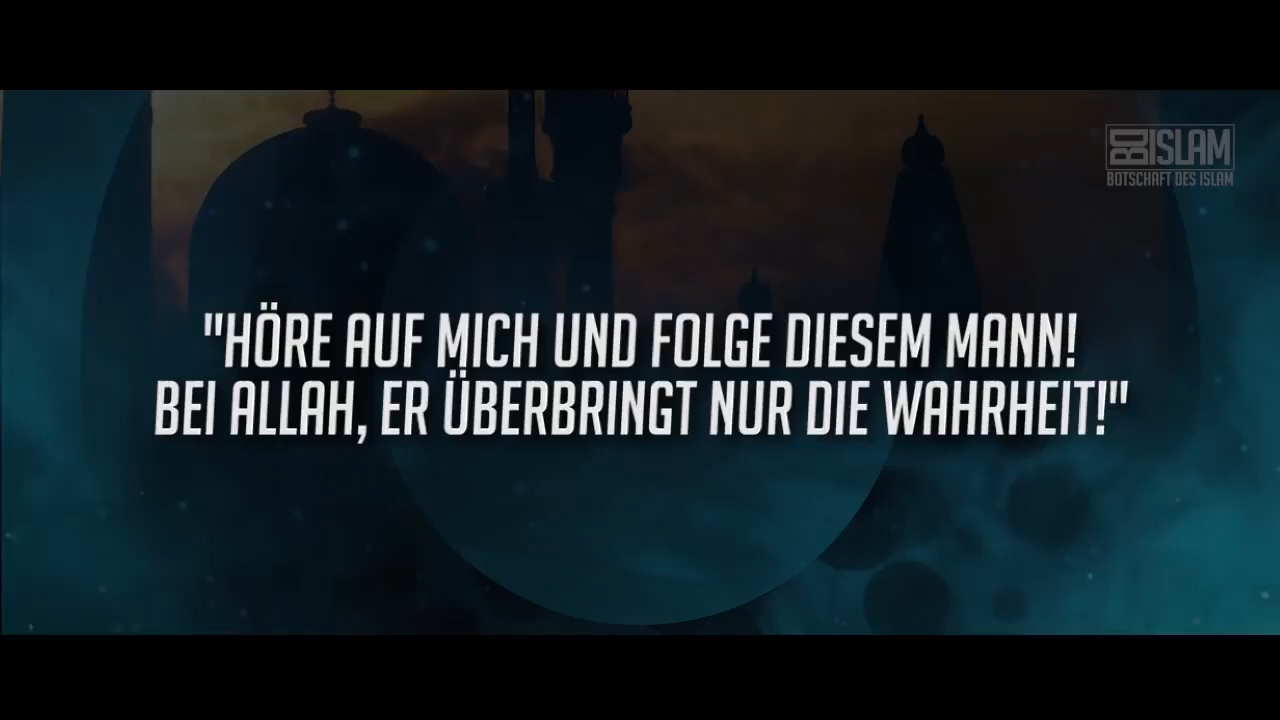 BDISLAM
BOTSCHAFT DES ISLAM
"HÖRE AUF MICH UND FOLGE DIESEM MANN!
BEI ALLAH, ER ÜBERBRINGT NUR DIE WAHRHEIT!"